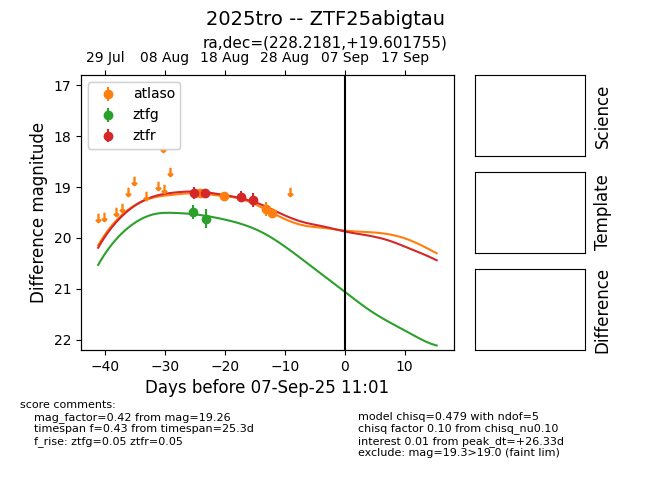 2025tro -- ZTF25abigtau
ra,dec=(228.2181,+19.601755)
29 Jul 08 Aug 18 Aug 28 Aug 07 Sep 17 Sep
atlaso
ztfg
ztfr
17
18
19
20
21
22
Difference magnitude
−40 −30 −20 −10 0 10
Days before 07-Sep-25 11:01
Science
Template
Difference
score comments:
mag_factor=0.42 from mag=19.26
timespan f=0.43 from timespan=25.3d
f_rise: ztfg=0.05 ztfr=0.05
model chisq=0.479 with ndof=5
chisq factor 0.10 from chisq_nu0.10
interest 0.01 from peak_dt=+26.33d
exclude: mag=19.3>19.0 (faint lim)